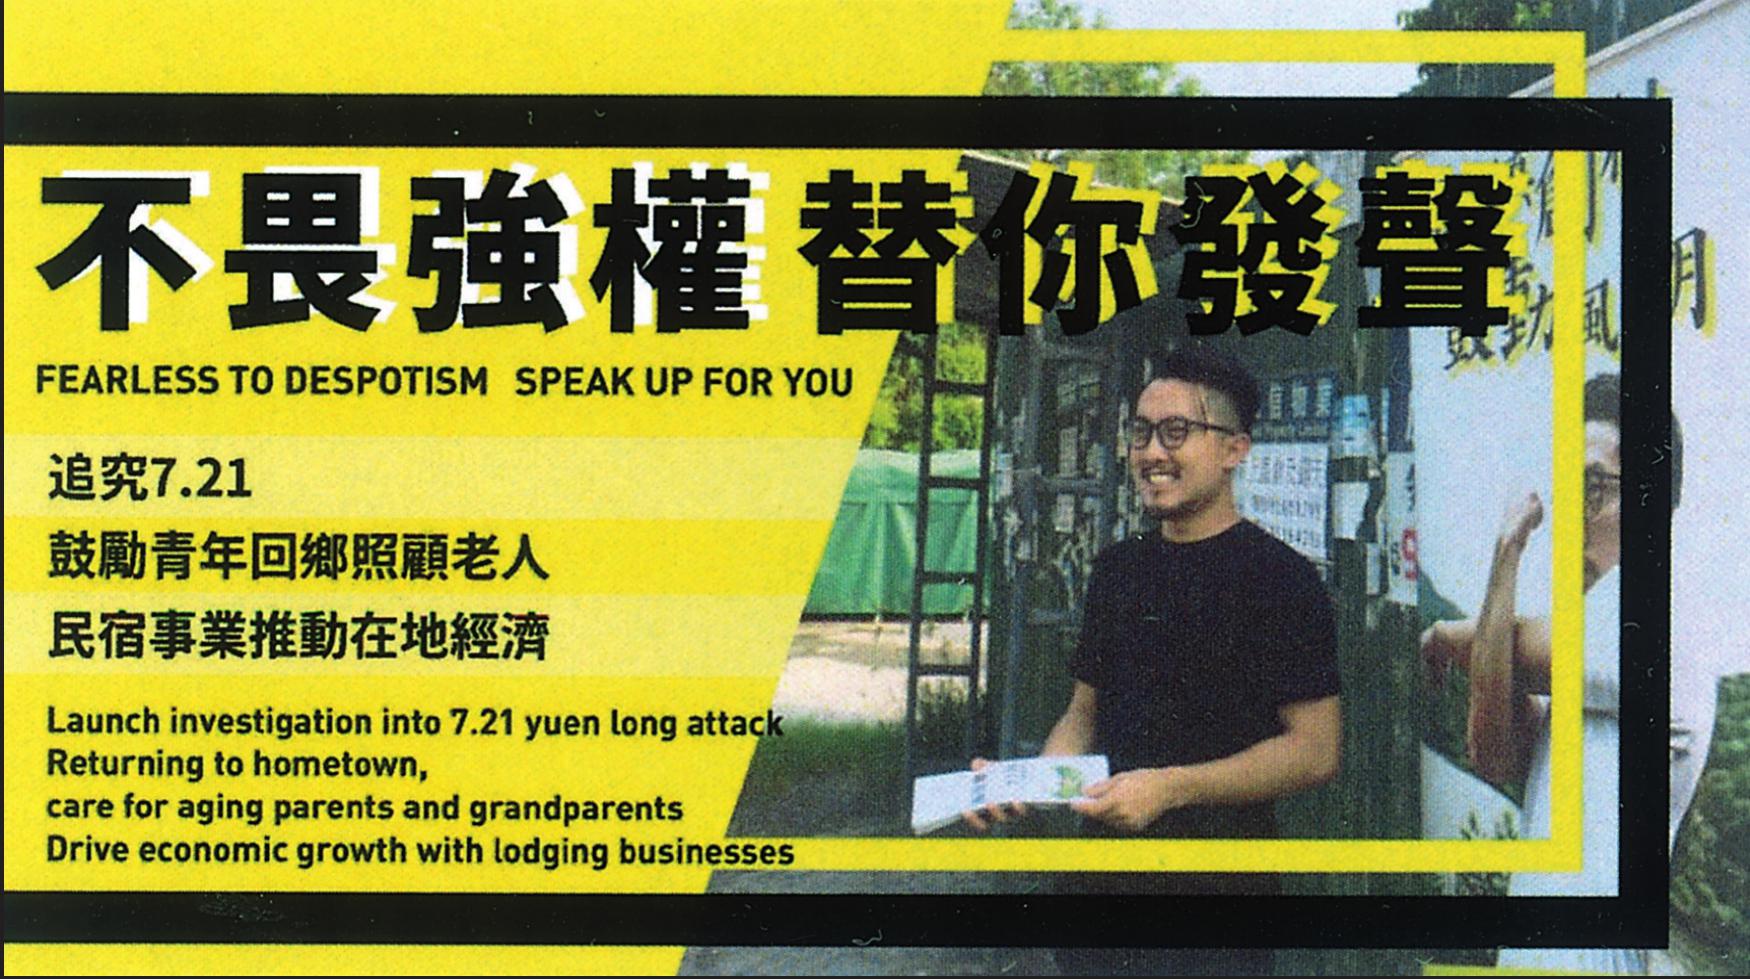 不畏強權 替你發聲
FEARLESS TO DESPOTISM SPEAK UP FOR YOU
追究7.21
鼓勵青年回鄉照顧老人
民宿事業推動在地經濟
Launch investigation into 7.21 yuen long attack
Returning to hometown,
care for aging parents and grandparents
Drive economic growth with lodging businesses